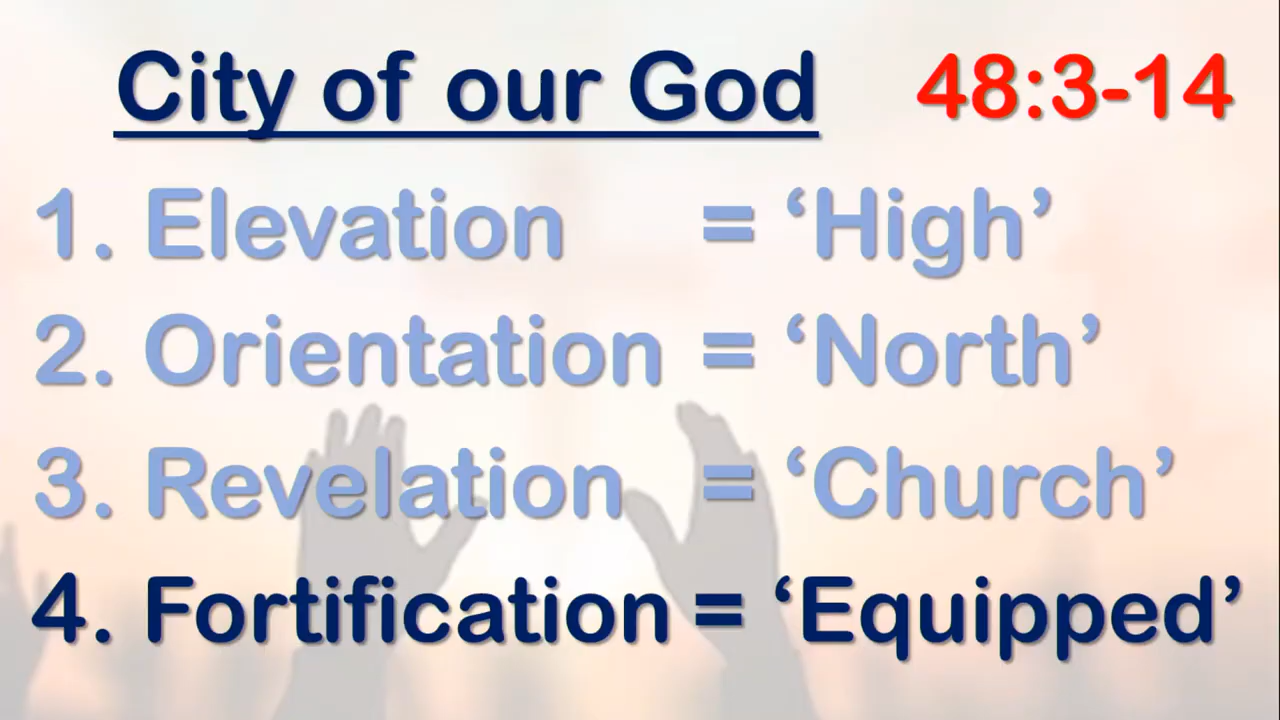 City of our God 48:3-14
1. Elevation = ‘High’
2. Orientation = ‘North’
3. Revelation = ‘Church’
4. Fortification = ‘Equipped’